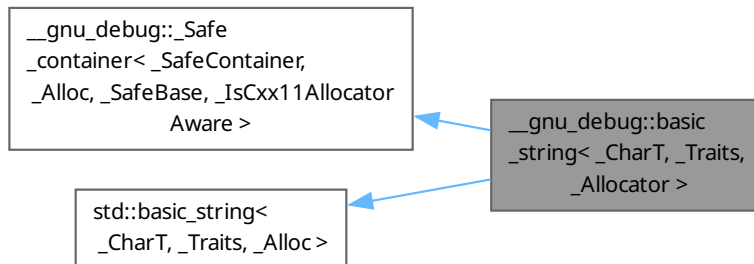 __gnu_debug::_Safe
_container< _SafeContainer,
_Alloc, _SafeBase, _IsCxx11Allocator
Aware >
__gnu_debug::basic
_string< _CharT, _Traits,
_Allocator >
std::basic_string<
_CharT, _Traits, _Alloc >